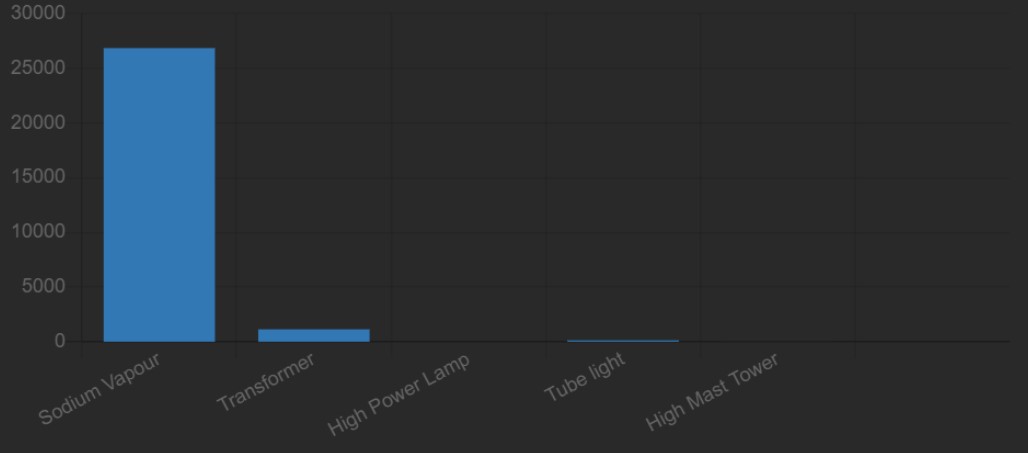 30000
25000
20000
15000
10000
5000
0
Sodium Vapour
Transformer
High Power Lamp
Tube light
High Mast Tower